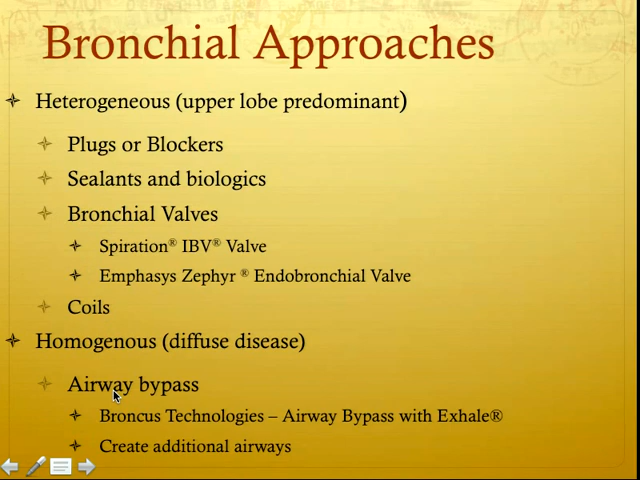 Bronchial Approaches
Heterogeneous (upper lobe predominant)
Plugs or Blockers
Sealants and biologics
Bronchial Valves
Spiration® IBV® Valve
Emphasys Zephyr ® Endobronchial Valve
Coils
Homogenous (diffuse disease)
Airway bypass
Broncus Technologies – Airway Bypass with Exhale®
Create additional airways